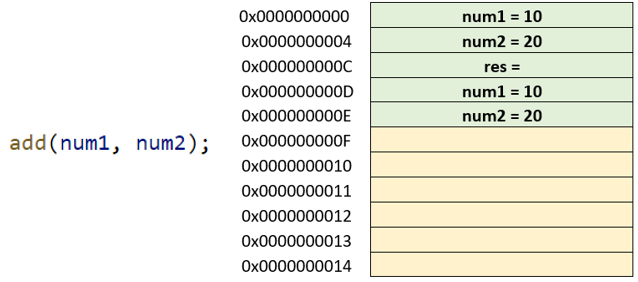 0x0000000000 num1 = 10
0x0000000004 num2 = 20
0x000000000C res =
0x000000000D num1 = 10
0x000000000E num2 = 20
add(num1, num2);
0x000000000F
0x0000000010
0x0000000011
0x0000000012
0x0000000013
0x0000000014